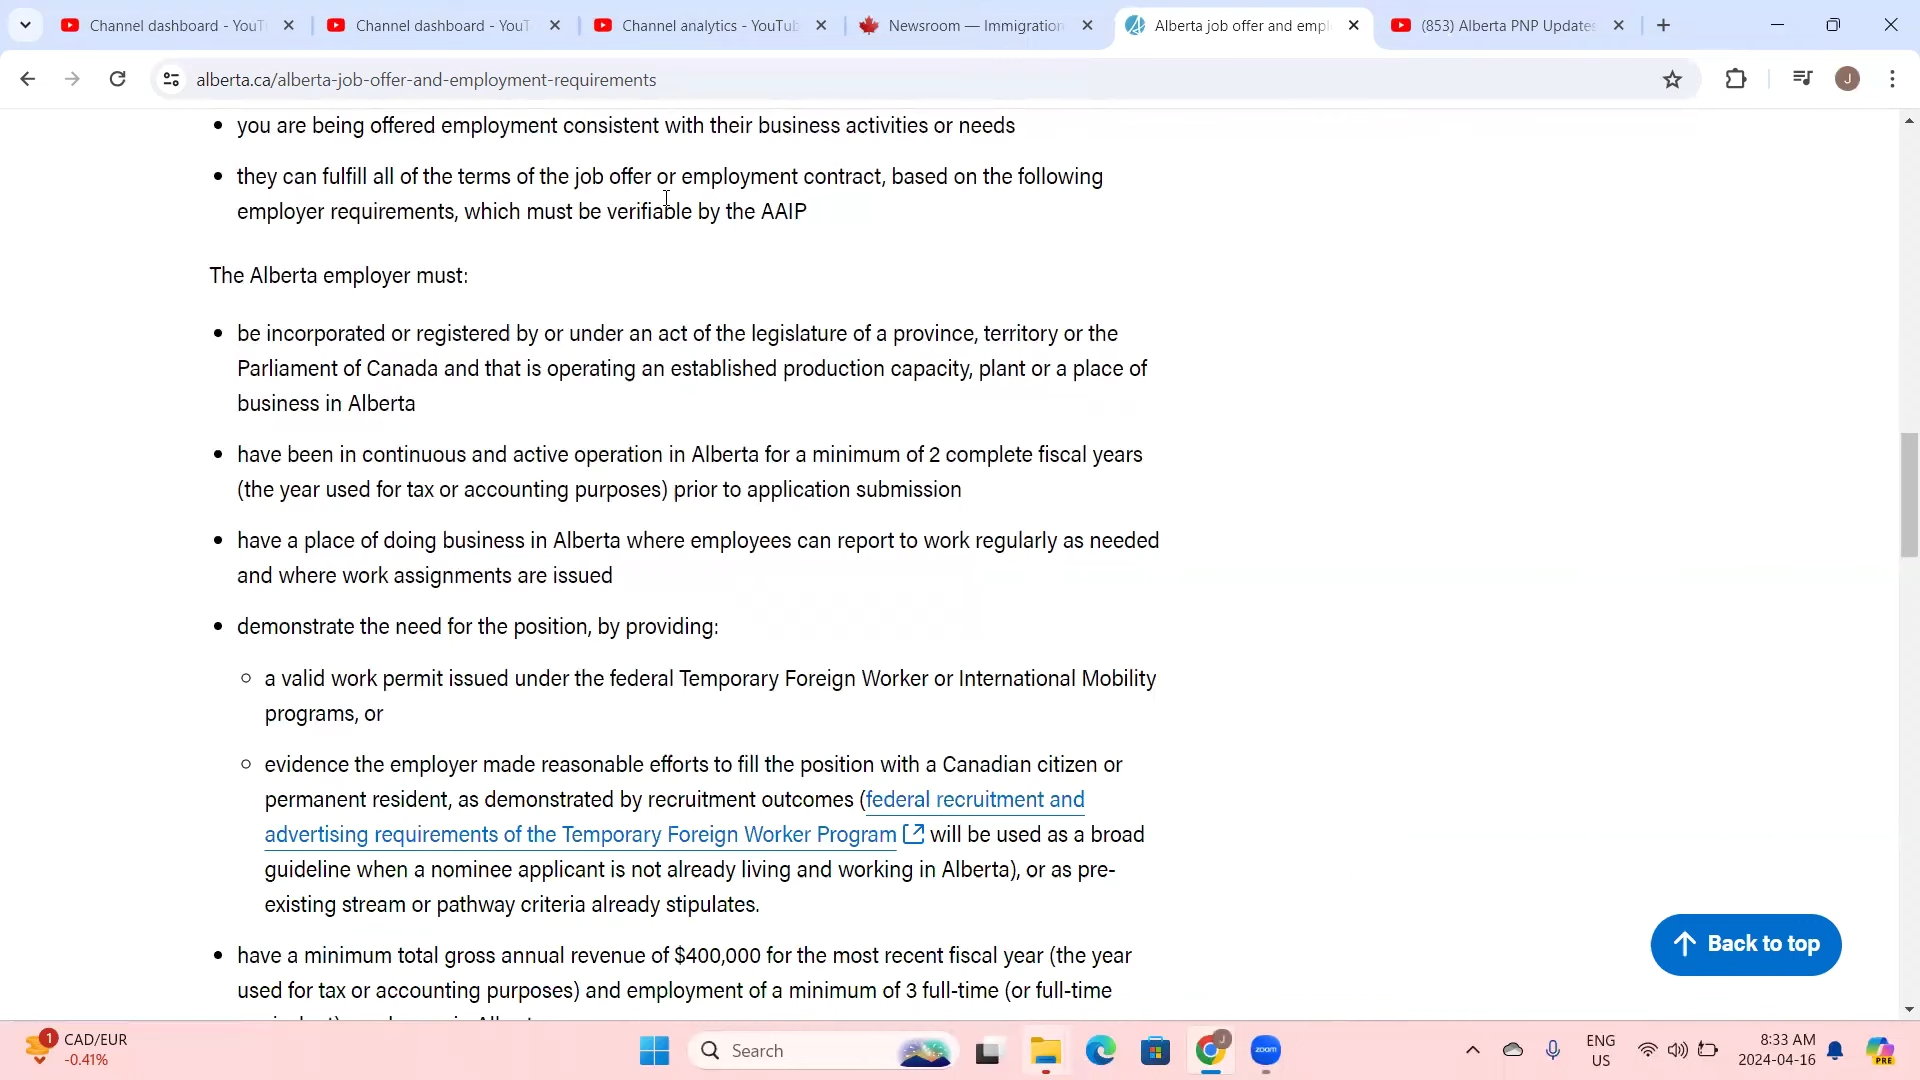 Channel dashboard - YouT
Channel dashboard - YouT
Channel analytics - YouTub
Newsroom — Immigration
Alberta job offer and empl
(853) Alberta PNP Updates
alberta.ca/alberta-job-offer-and-employment-requirements
J
you are being offered employment consistent with their business activities or needs
they can fulfill all of the terms of the job offer or employment contract, based on the following
employer requirements, which must be verifiable by the AAIP
The Alberta employer must:
be incorporated or registered by or under an act of the legislature of a province, territory or the
Parliament of Canada and that is operating an established production capacity, plant or a place of
business in Alberta
have been in continuous and active operation in Alberta for a minimum of 2 complete fiscal years
(the year used for tax or accounting purposes) prior to application submission
have a place of doing business in Alberta where employees can report to work regularly as needed
and where work assignments are issued
demonstrate the need for the position, by providing:
a valid work permit issued under the federal Temporary Foreign Worker or International Mobility
programs, or
evidence the employer made reasonable efforts to fill the position with a Canadian citizen or
permanent resident, as demonstrated by recruitment outcomes (federal recruitment and
advertising requirements of the Temporary Foreign Worker Program will be used as a broad
guideline when a nominee applicant is not already living and working in Alberta), or as pre-
existing stream or pathway criteria already stipulates.
have a minimum total gross annual revenue of $400,000 for the most recent fiscal year (the year
used for tax or accounting purposes) and employment of a minimum of 3 full-time (or full-time
Back to top
1
CAD/EUR
-0.41%
Search
J
zoom
ENG
US
8:33 AM
2024-04-16
PRE